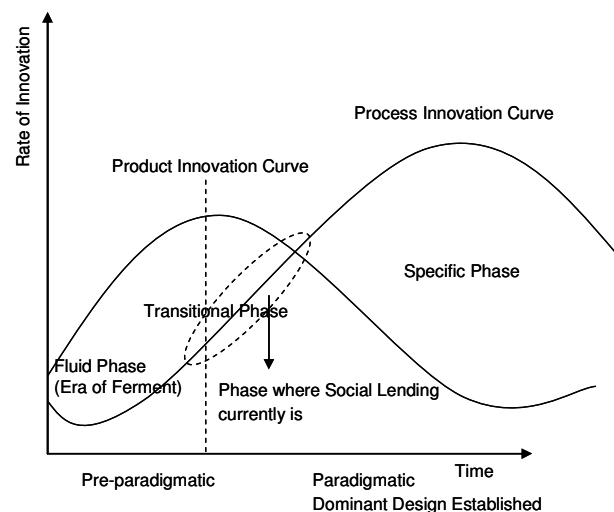 Rate of Innovation
Process Innovation Curve
Product Innovation Curve
Specific Phase
Transitional Phase
Fluid Phase
(Era of Ferment)
Phase where Social Lending
currently is
Time
Pre-paradigmatic
Paradigmatic
Dominant Design Established